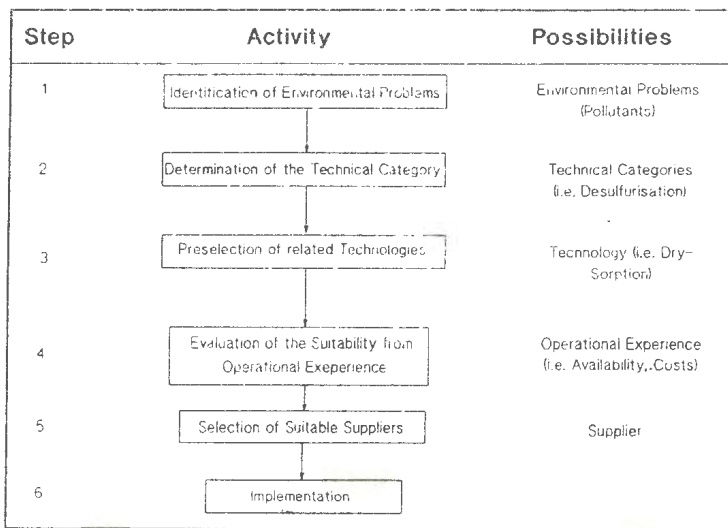 Step Activity Possibilities
1 Identification of Environmental Problems Environmental Problems
(Pollutants)
2 Determination of the Technical Category Technical Categories
(i.e. Desulfurisation)
3 Preselection of related Technologies Technology (i.e. Dry-
Sorption)
4 Evaluation of the Suitability from Operational Experience
Operational Exeperience (i.e. Availability,.Costs)
5 Selection of Suitable Suppliers Supplier
6 Implementation